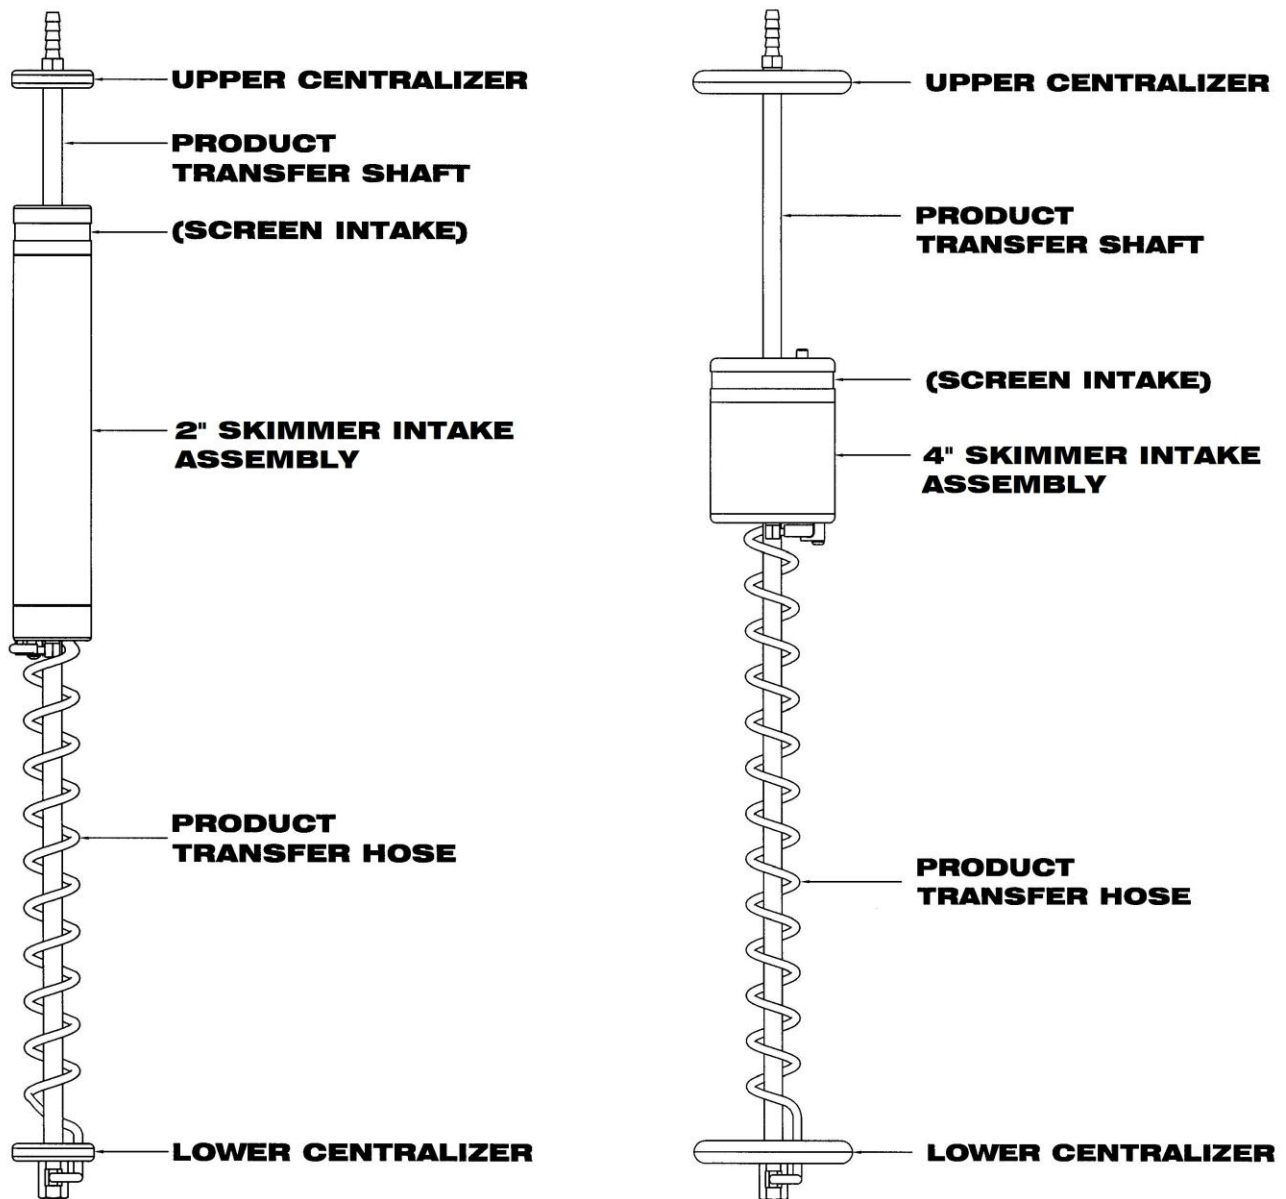 UPPER CENTRALIZER
PRODUCT
TRANSFER SHAFT
(SCREEN INTAKE)
2" SKIMMER INTAKE
ASSEMBLY
PRODUCT
TRANSFER HOSE
LOWER CENTRALIZER
UPPER CENTRALIZER
PRODUCT
TRANSFER SHAFT
(SCREEN INTAKE)
4" SKIMMER INTAKE
ASSEMBLY
PRODUCT
TRANSFER HOSE
LOWER CENTRALIZER